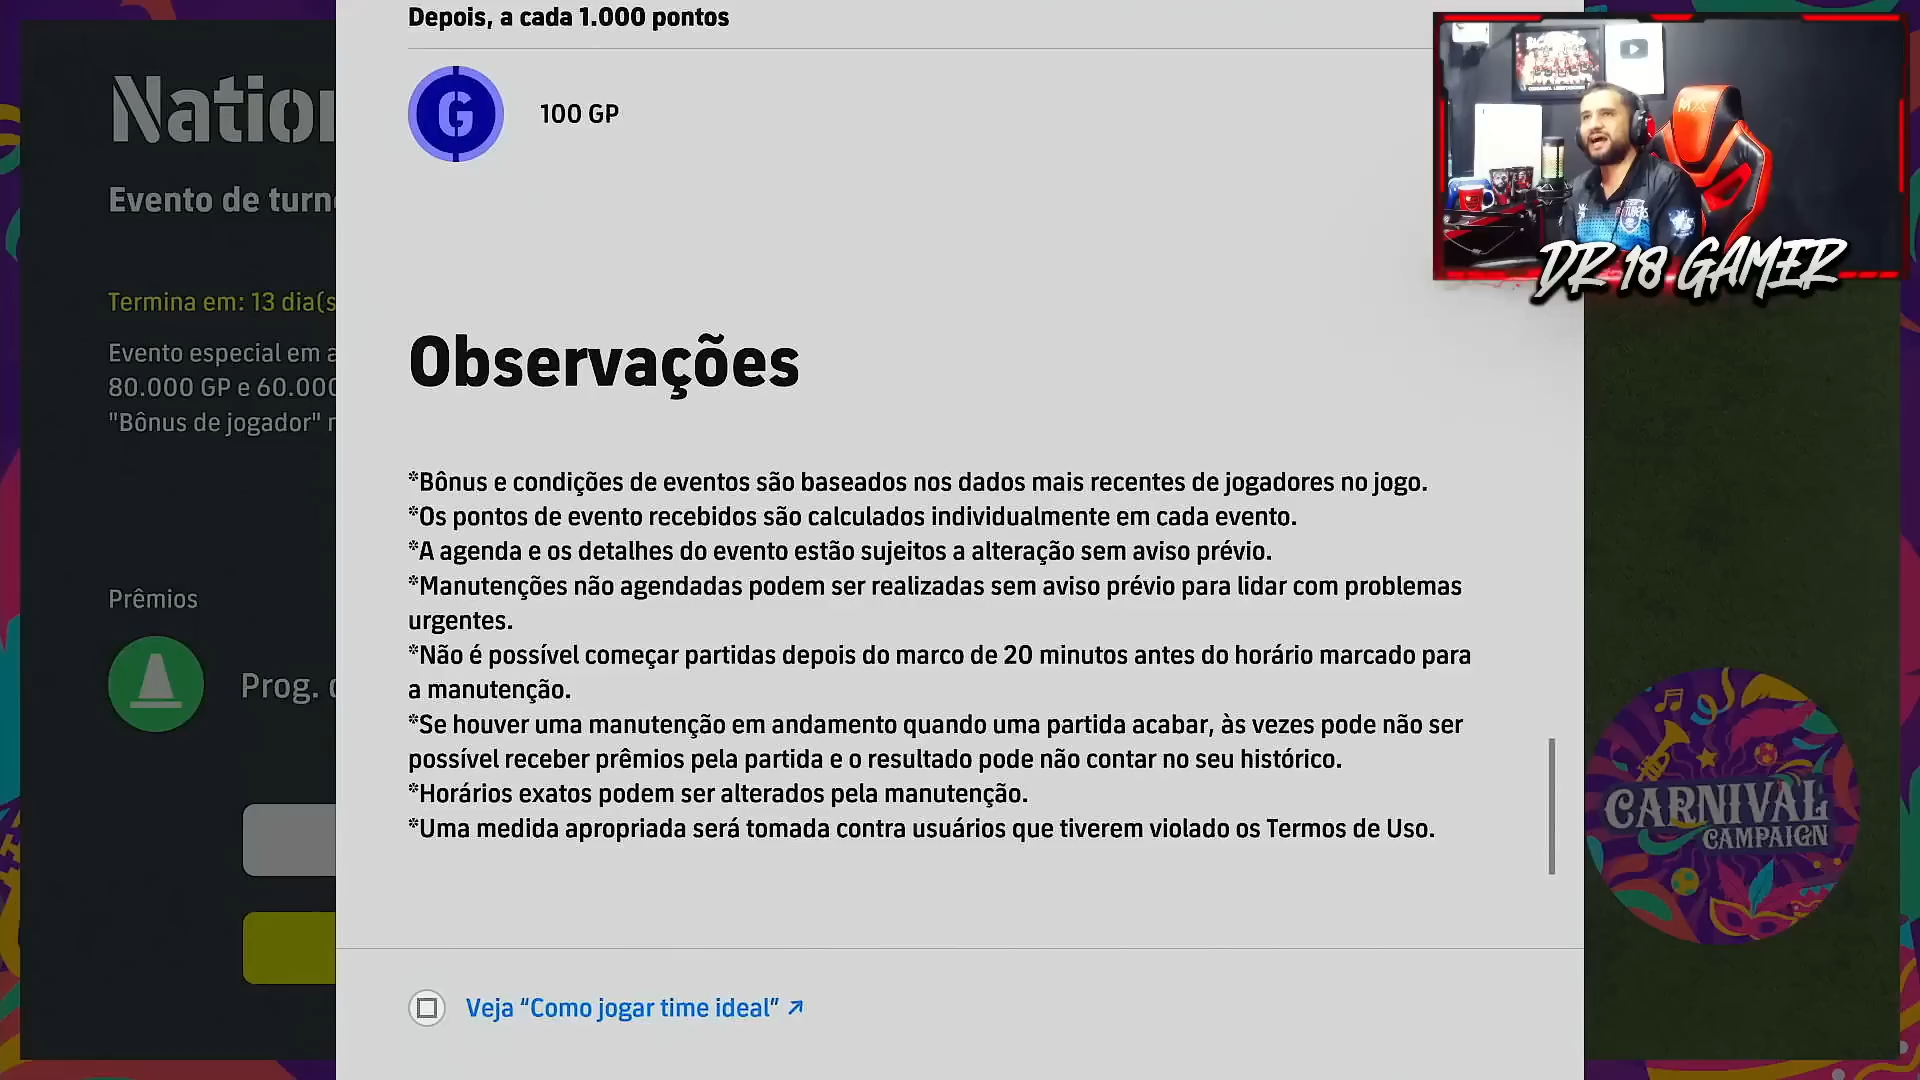 Depois, a cada 1.000 pontos
100 GP
Nation
Evento de turn
Termina em: 13 dia(s
Evento especial em a
80.000 GP e 60.000
"Bônus de jogador" n
Prêmios
Prog. d
Observações
*Bônus e condições de eventos são baseados nos dados mais recentes de jogadores no jogo.
*Os pontos de evento recebidos são calculados individualmente em cada evento.
*A agenda e os detalhes do evento estão sujeitos a alteração sem aviso prévio.
*Manutenções não agendadas podem ser realizadas sem aviso prévio para lidar com problemas
urgentes.
*Não é possível começar partidas depois do marco de 20 minutos antes do horário marcado para
a manutenção.
*Se houver uma manutenção em andamento quando uma partida acabar, às vezes pode não ser
possível receber prêmios pela partida e o resultado pode não contar no seu histórico.
*Horários exatos podem ser alterados pela manutenção.
*Uma medida apropriada será tomada contra usuários que tiverem violado os Termos de Uso.
Veja “Como jogar time ideal”
DR 18 GAMER
CARNIVAL
CAMPAIGN